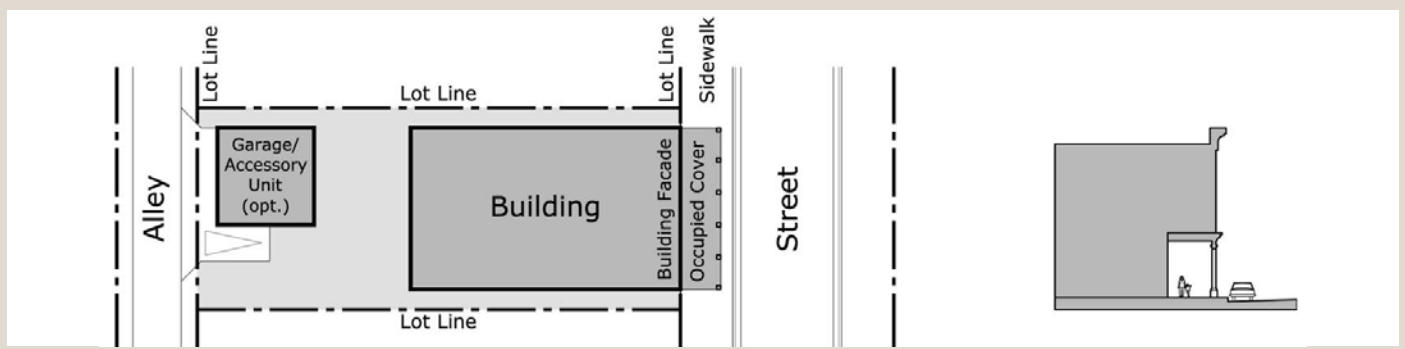 Lot Line
Lot Line
Lot Line
Sidewalk
Alley
Garage/
Accessory
Unit
(opt.)
Building
Building Facade
Occupied Cover
Street
Lot Line